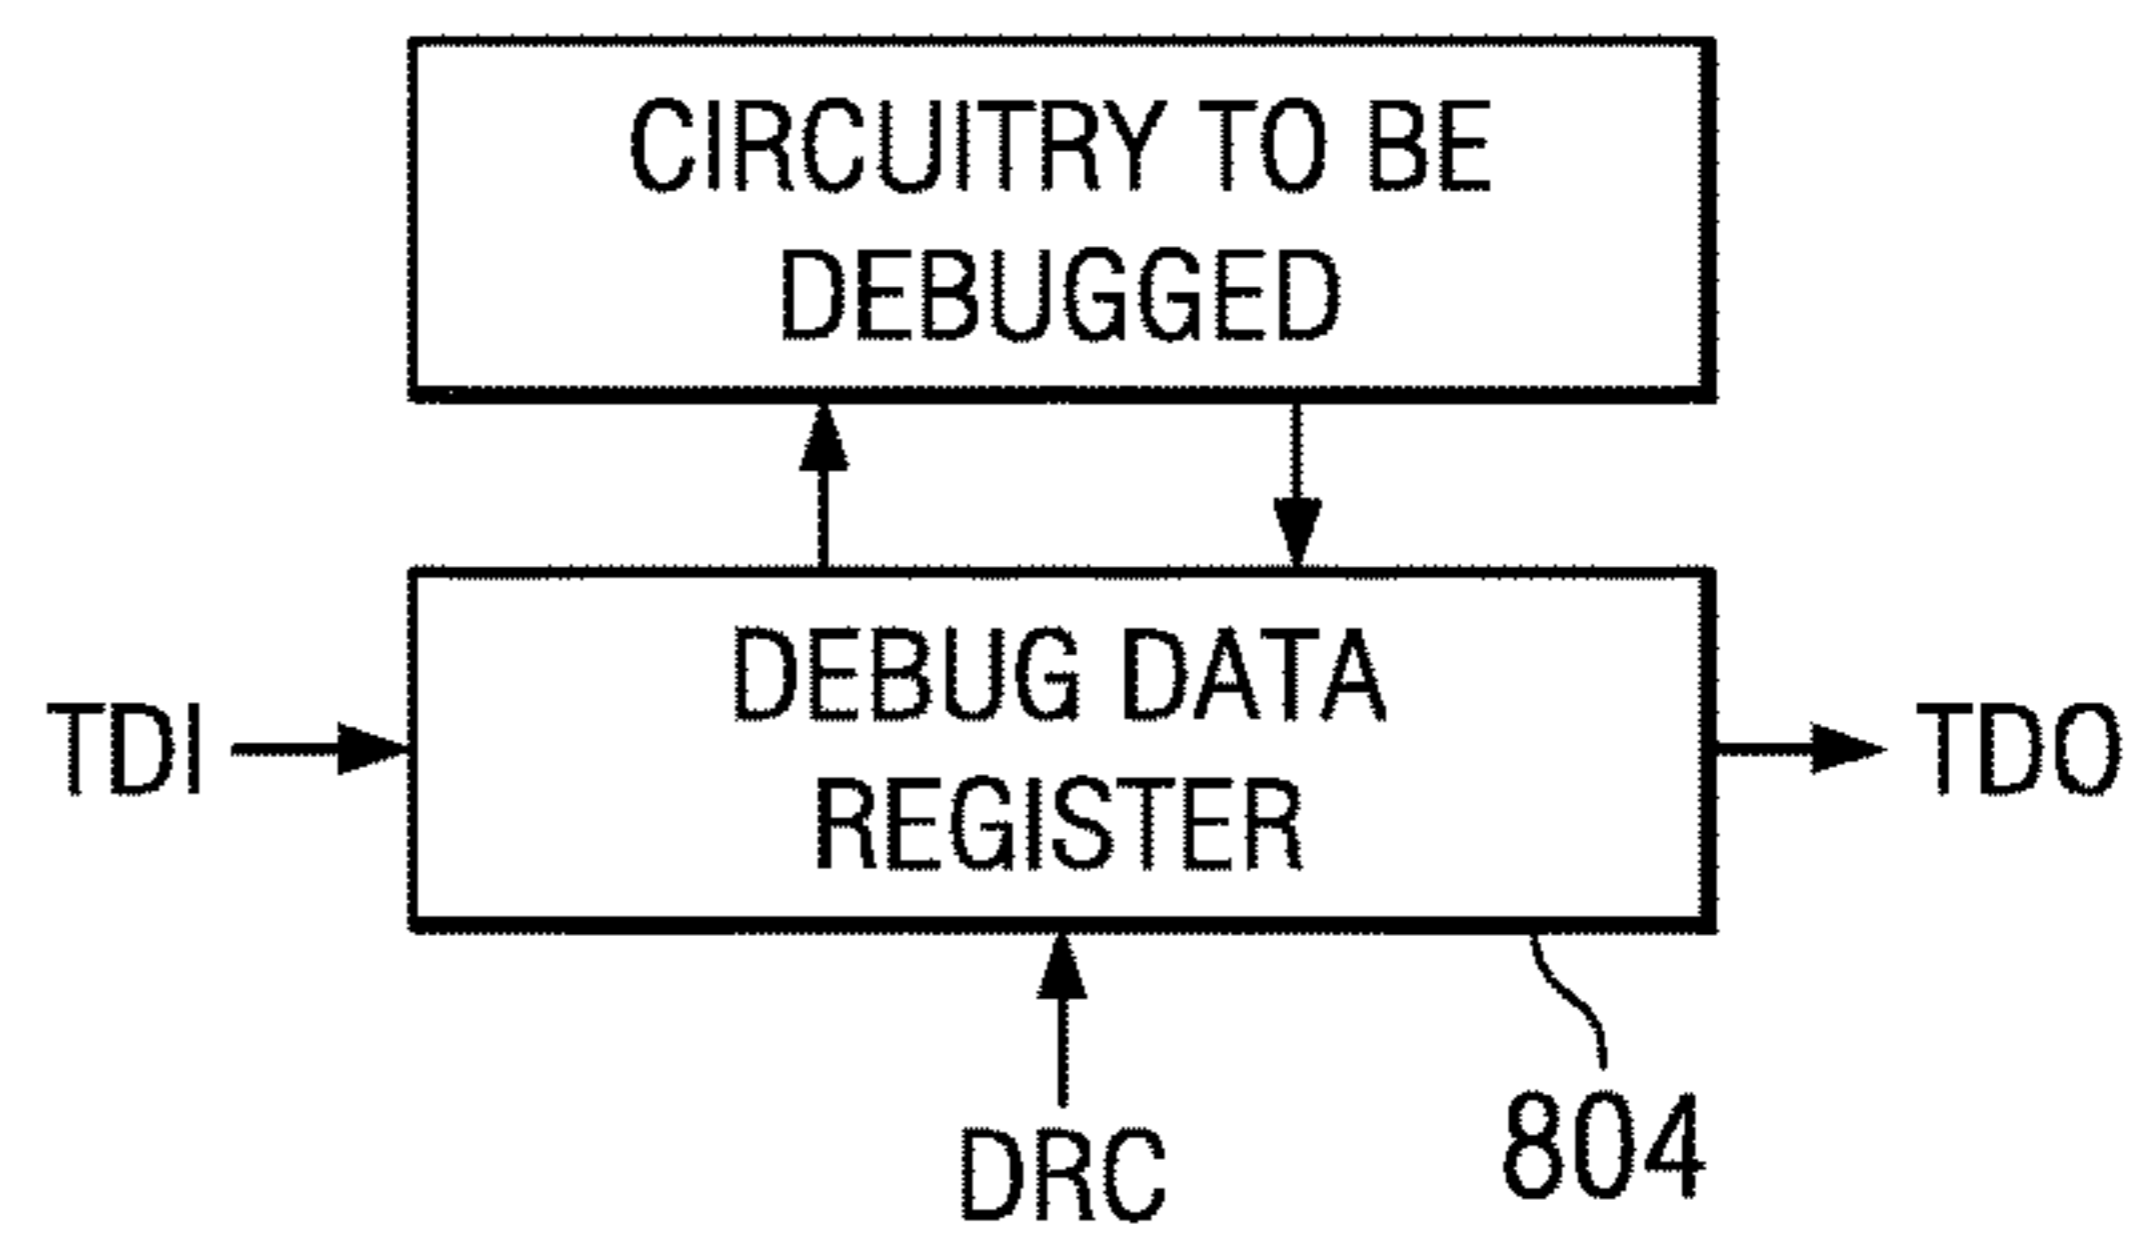 CIRCUITRY TO BE
DEBUGGED
DEBUG DATA
REGISTER
TDI
TDO
DRC
804